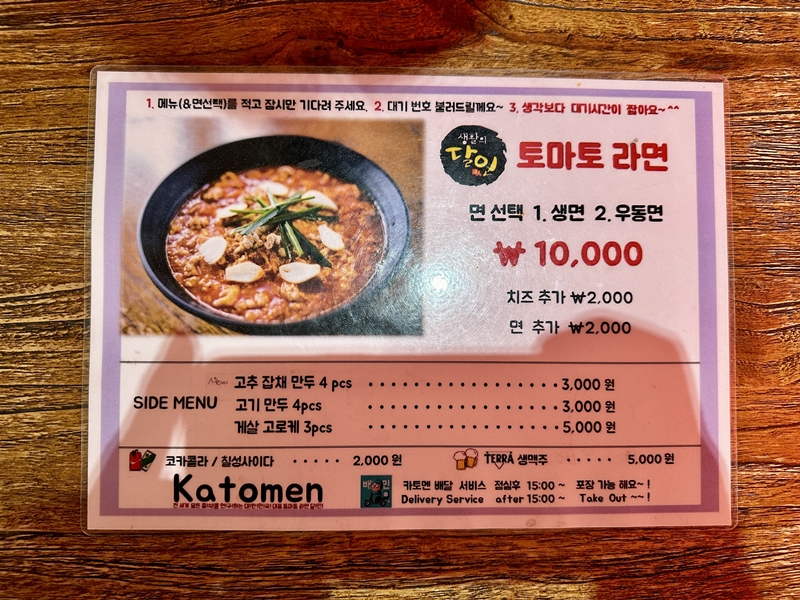 1. 메뉴(&면선택)를 적고 잠시만 기다려 주세요. 2. 대기 번호 불러드릴께요~ 3. 생각보다 대기시간이 짧아요~^^
생활의
달인
토마토 라면
면 선택 1. 생면 2. 우동면
₩ 10,000
치즈 추가 ₩2,000
면 추가 ₩2,000
SIDE MENU
New 고추 잡채 만두 4 pcs ·················· 3,000 원
고기 만두 4pcs ·················· 3,000 원
게살 고로케 3pcs ·················· 5,000 원
코카콜라 / 칠성사이다 ····· 2,000 원
TERRA 생맥주 ····· 5,000 원
Katomen
배민
카토멘 배달 서비스 점심후 15:00 ~ 포장 가능 해요~!
Delivery Service after 15:00 ~ Take Out ~~!